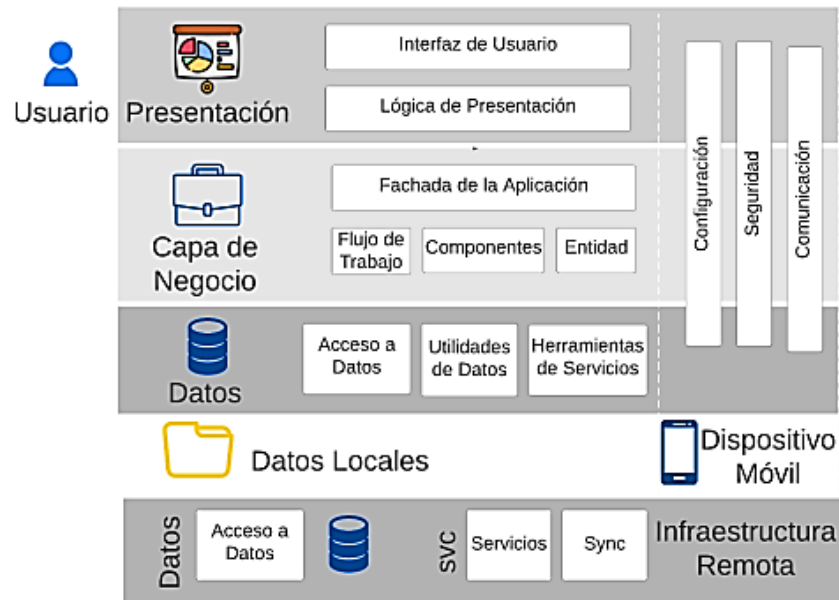 Usuario
Presentación
Interfaz de Usuario
Lógica de Presentación
Capa de
Negocio
Fachada de la Aplicación
Flujo de
Trabajo
Componentes
Entidad
Configuración
Seguridad
Comunicación
Datos
Acceso a
Datos
Utilidades
de Datos
Herramientas
de Servicios
Datos Locales
Dispositivo
Móvil
Datos
Acceso a
Datos
svc
Servicios
Sync
Infraestructura
Remota